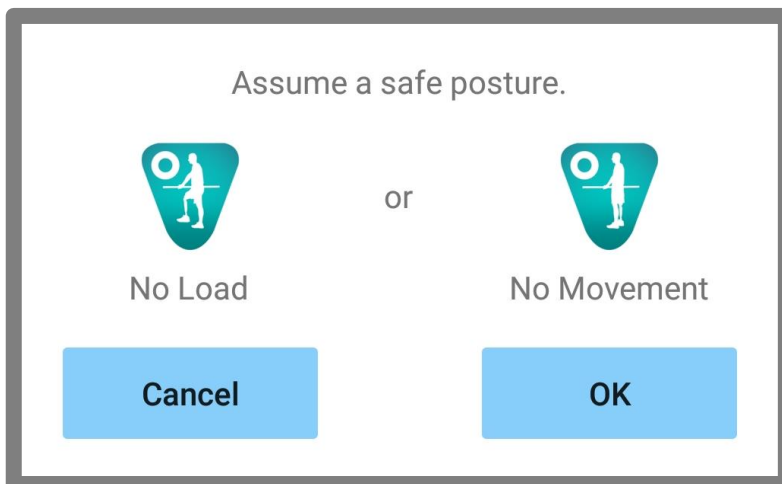 Assume a safe posture.
or
No Load
No Movement
Cancel
OK